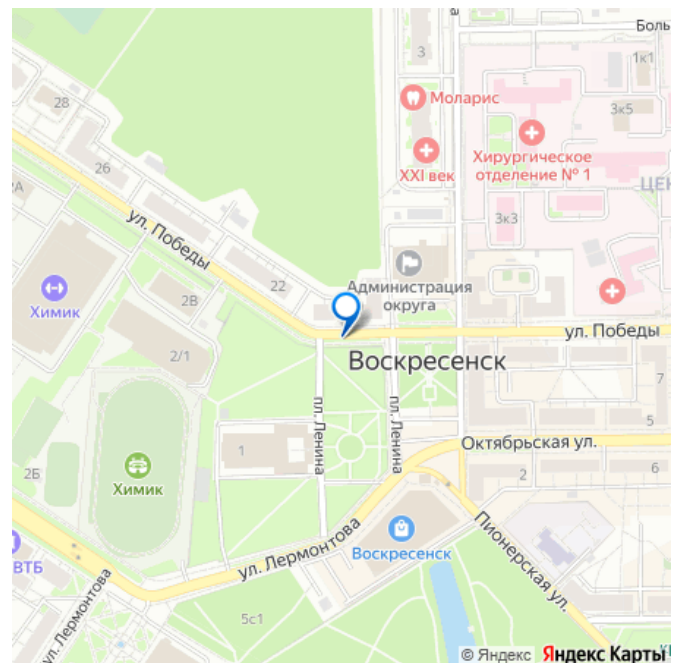 Боль
3
1к1
Моларис
3к5
28
XXI век
Хирургическое
отделение № 1
26
ЦЕН
2А
3к3
ул. Победы
22
Администрация
округа
2В
Химик
ул. Победы
Воскресенск
2/1
7
пл. Ленина
пл. Ленина
5
1
Октябрьская ул.
2Б
Химик
2
6
ул. Лермонтова
Воскресенск
Пионерская ул.
ВТБ
ул. Лермонтова
5с1
© Яндекс Яндекс Карты